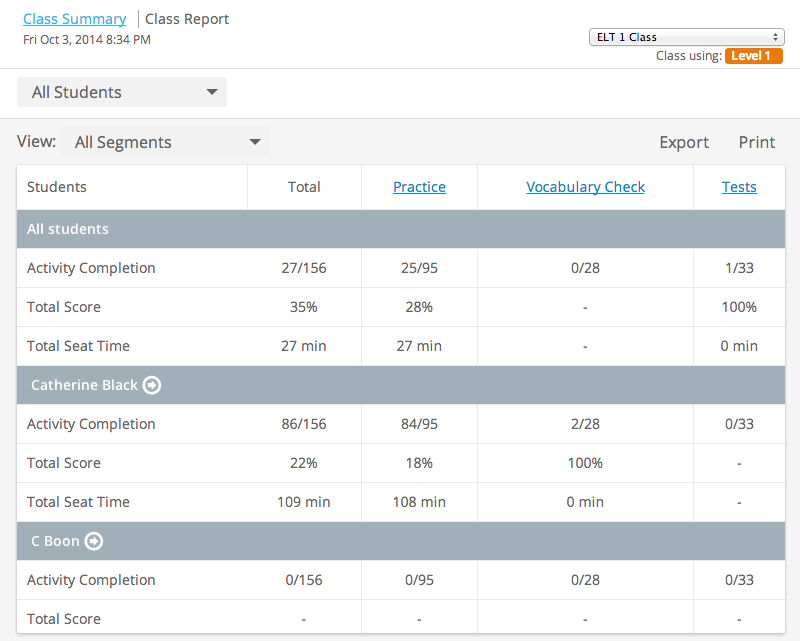 Class Summary | Class Report
Fri Oct 3, 2014 8:34 PM
ELT 1 Class
Class using: Level 1
All Students
View: All Segments Export Print
Students Total Practice Vocabulary Check Tests
All students
Activity Completion 27/156 25/95 0/28 1/33
Total Score 35% 28% - 100%
Total Seat Time 27 min 27 min - 0 min
Catherine Black
Activity Completion 86/156 84/95 2/28 0/33
Total Score 22% 18% 100% -
Total Seat Time 109 min 108 min 0 min -
C Boon
Activity Completion 0/156 0/95 0/28 0/33
Total Score - - - -